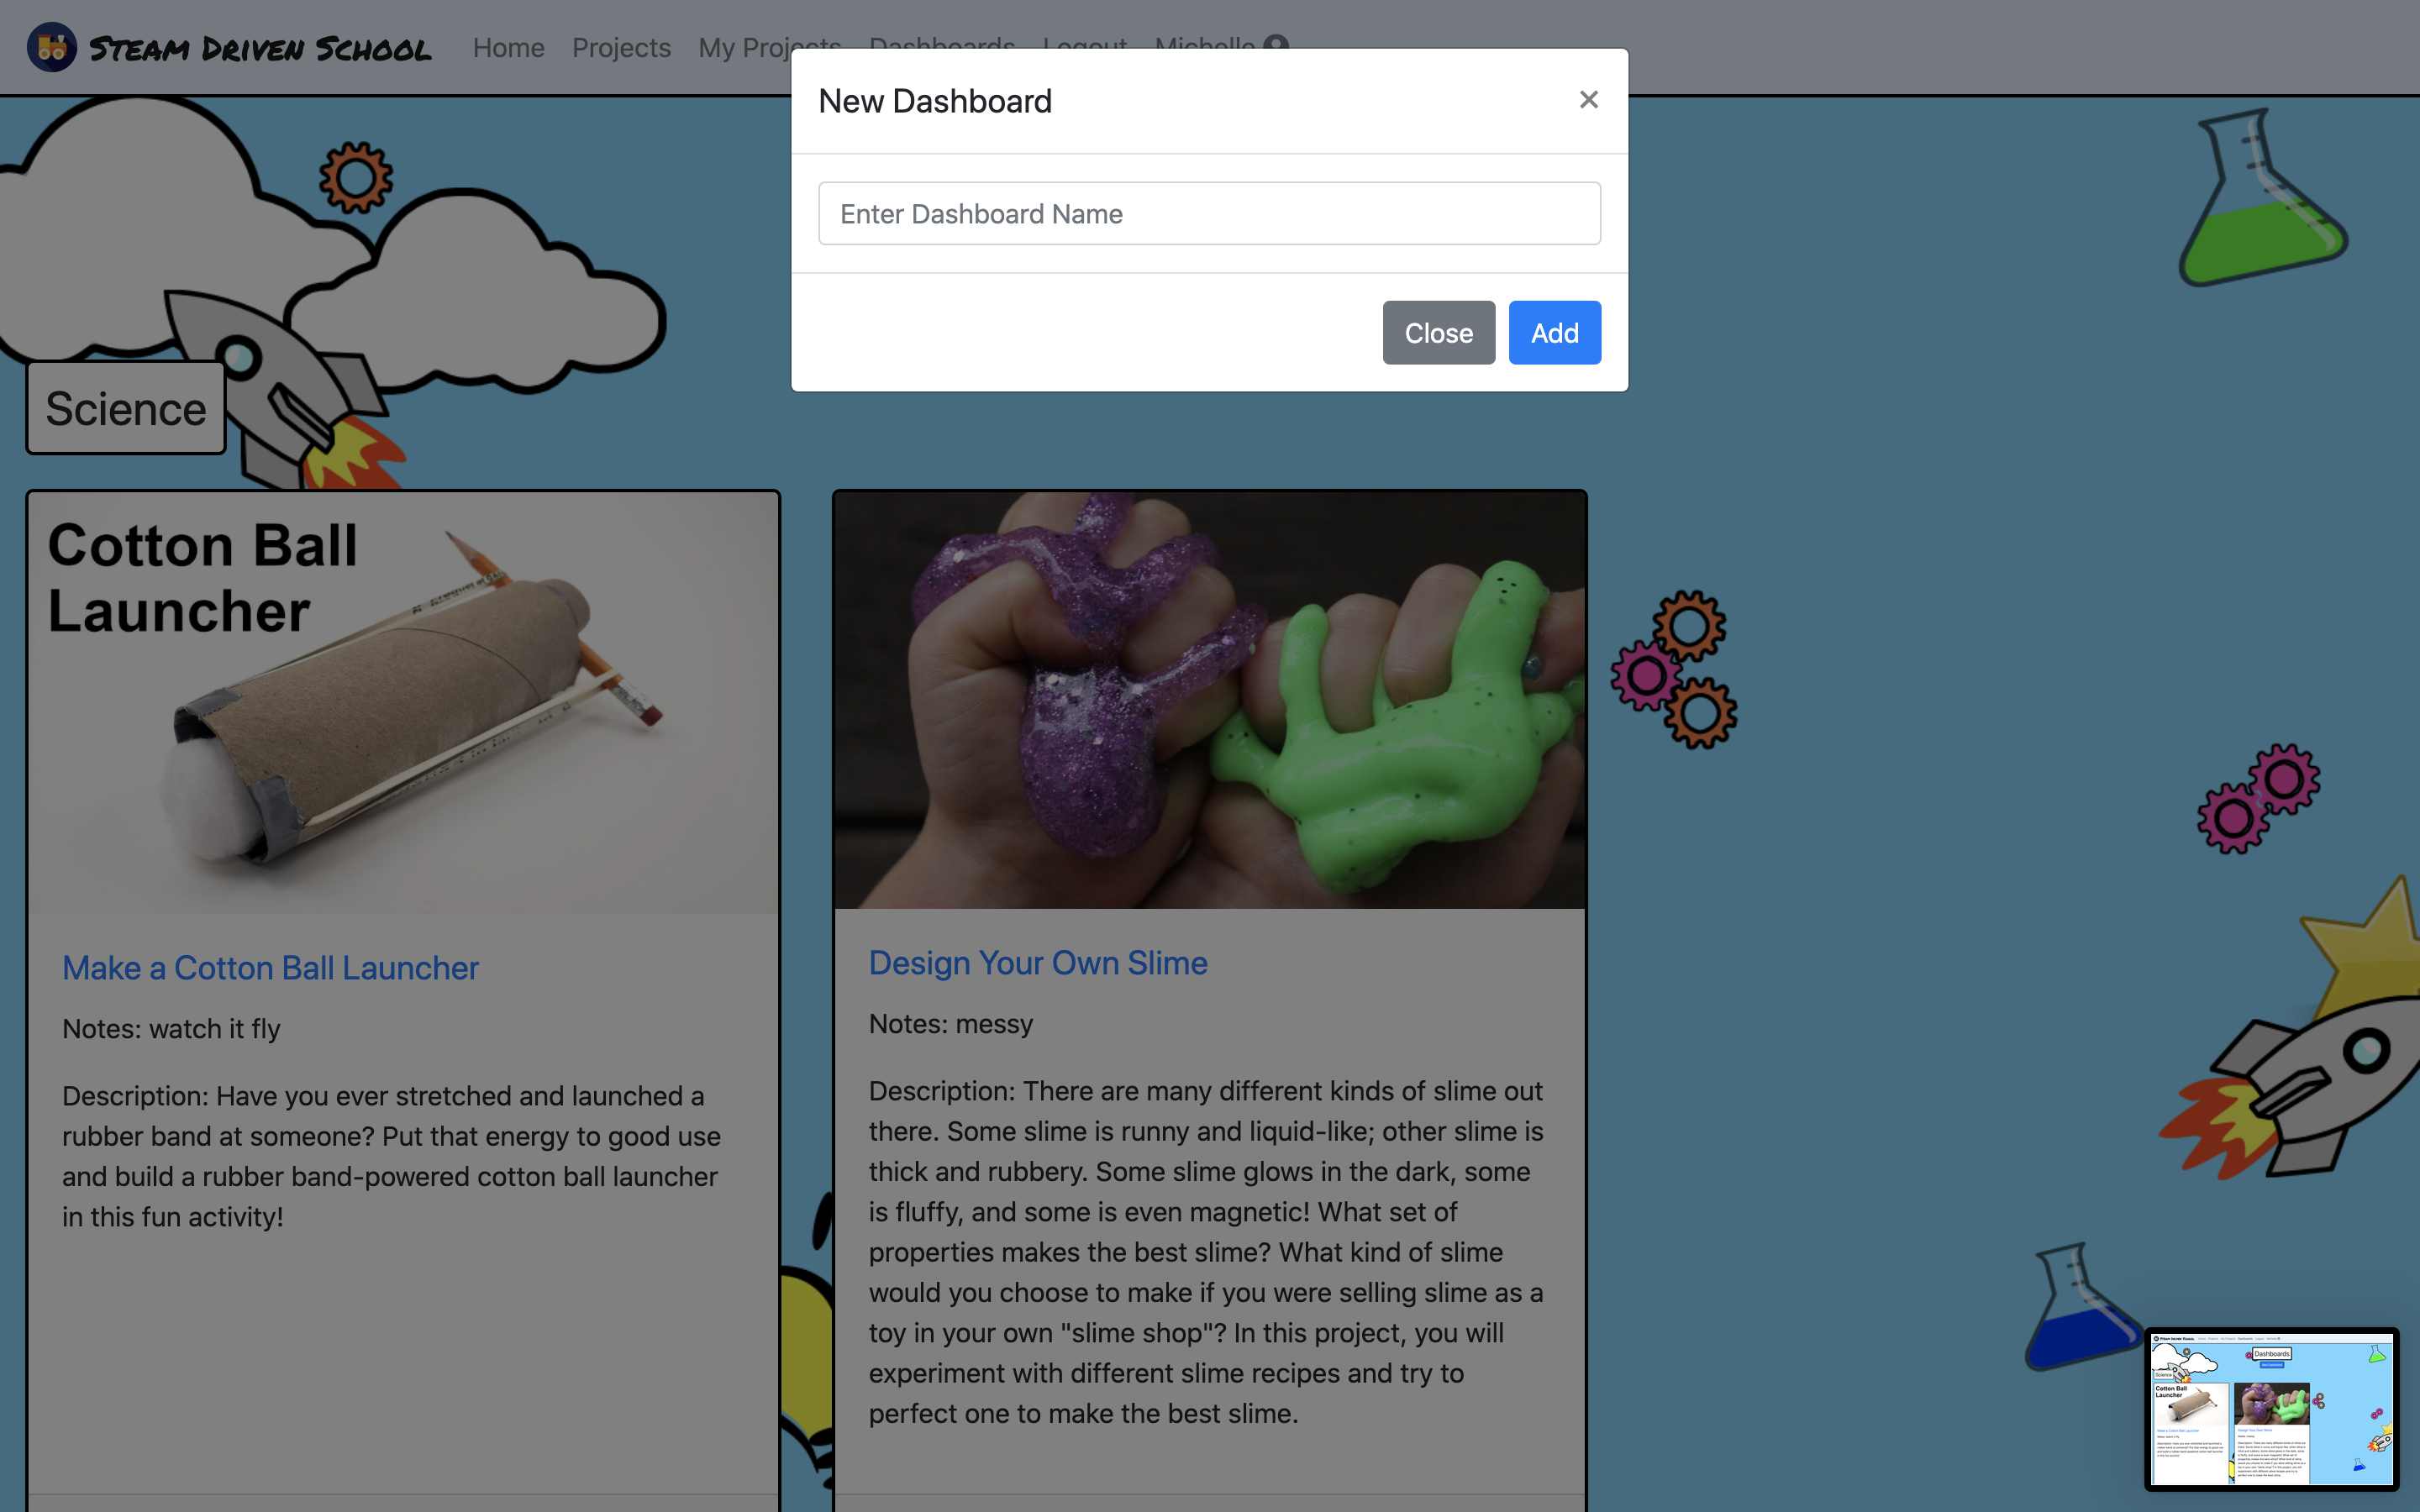 STEAM DRIVEN SCHOOL Home Projects My Projects Dashboards Logout Michelle
New Dashboard ×
Enter Dashboard Name
Close Add
Science
Cotton Ball
Launcher
Make a Cotton Ball Launcher
Notes: watch it fly
Description: Have you ever stretched and launched a
rubber band at someone? Put that energy to good use
and build a rubber band-powered cotton ball launcher
in this fun activity!
Design Your Own Slime
Notes: messy
Description: There are many different kinds of slime out
there. Some slime is runny and liquid-like; other slime is
thick and rubbery. Some slime glows in the dark, some
is fluffy, and some is even magnetic! What set of
properties makes the best slime? What kind of slime
would you choose to make if you were selling slime as a
toy in your own "slime shop"? In this project, you will
experiment with different slime recipes and try to
perfect one to make the best slime.
Dashboards
Science
Cotton Ball
Launcher